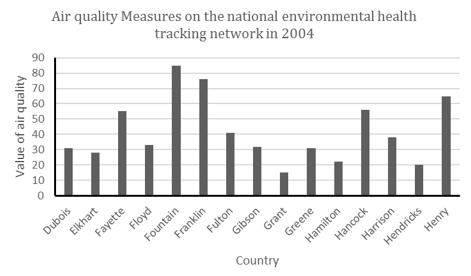 Air quality Measures on the national environmental health
tracking network in 2004
Value of air quality
90
80
70
60
50
40
30
20
10
0
Dubois
Elkhart
Fayette
Floyd
Fountain
Franklin
Fulton
Gibson
Grant
Greene
Hamilton
Hancock
Harrison
Hendricks
Henry
Country